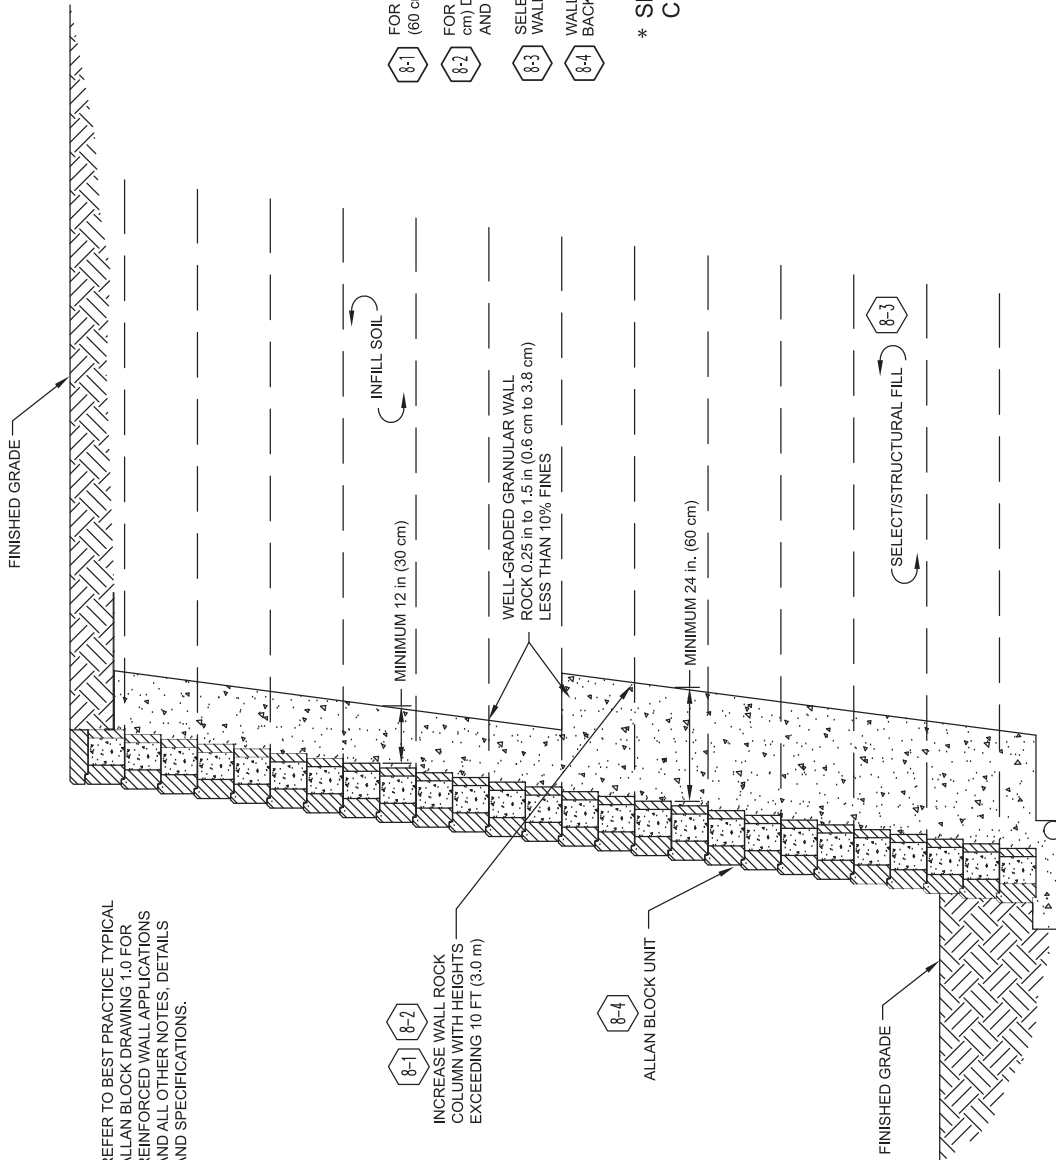 FINISHED GRADE
REFER TO BEST PRACTICE TYPICAL
ALLAN BLOCK DRAWING 1.0 FOR
REINFORCED WALL APPLICATIONS
AND ALL OTHER NOTES, DETAILS
AND SPECIFICATIONS.
INFILL SOIL
MINIMUM 12 in (30 cm)
WELL-GRADED GRANULAR WALL
ROCK 0.25 in to 1.5 in (0.6 cm to 3.8 cm)
LESS THAN 10% FINES
8-1 8-2
INCREASE WALL ROCK
COLUMN WITH HEIGHTS
EXCEEDING 10 FT (3.0 m)
MINIMUM 24 in. (60 cm)
8-4
ALLAN BLOCK UNIT
8-3
SELECT/STRUCTURAL FILL
FINISHED GRADE
8-1 FOR
(60 c
8-2 FOR
cm)
AND
8-3 SELE
WALL
8-4 WALL
BACK
*